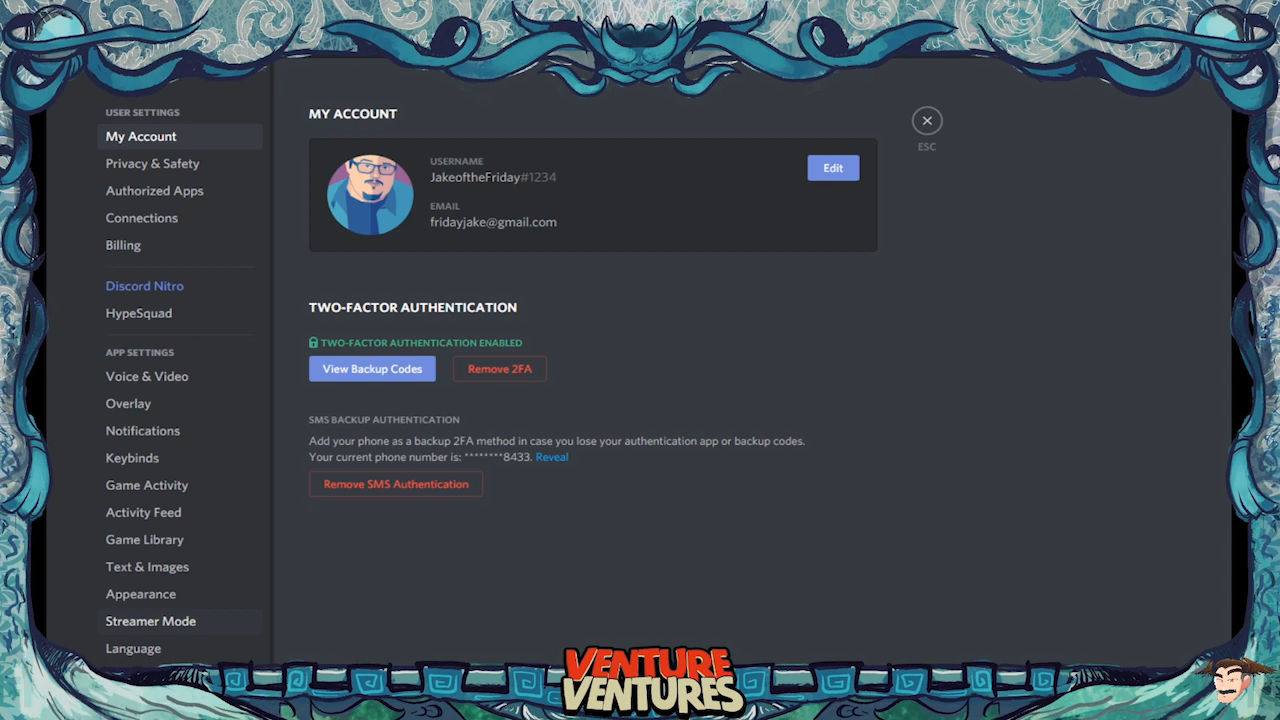 USER SETTINGS
My Account
Privacy & Safety
Authorized Apps
Connections
Billing
Discord Nitro
HypeSquad
APP SETTINGS
Voice & Video
Overlay
Notifications
Keybinds
Game Activity
Activity Feed
Game Library
Text & Images
Appearance
Streamer Mode
Language
MY ACCOUNT
USERNAME
JakeoftheFriday#1234
EMAIL
fridayjake@gmail.com
Edit
ESC
TWO-FACTOR AUTHENTICATION
TWO-FACTOR AUTHENTICATION ENABLED
View Backup Codes
Remove 2FA
SMS BACKUP AUTHENTICATION
Add your phone as a backup 2FA method in case you lose your authentication app or backup codes.
Your current phone number is: ********8433. Reveal
Remove SMS Authentication
VENTURE
VENTURES